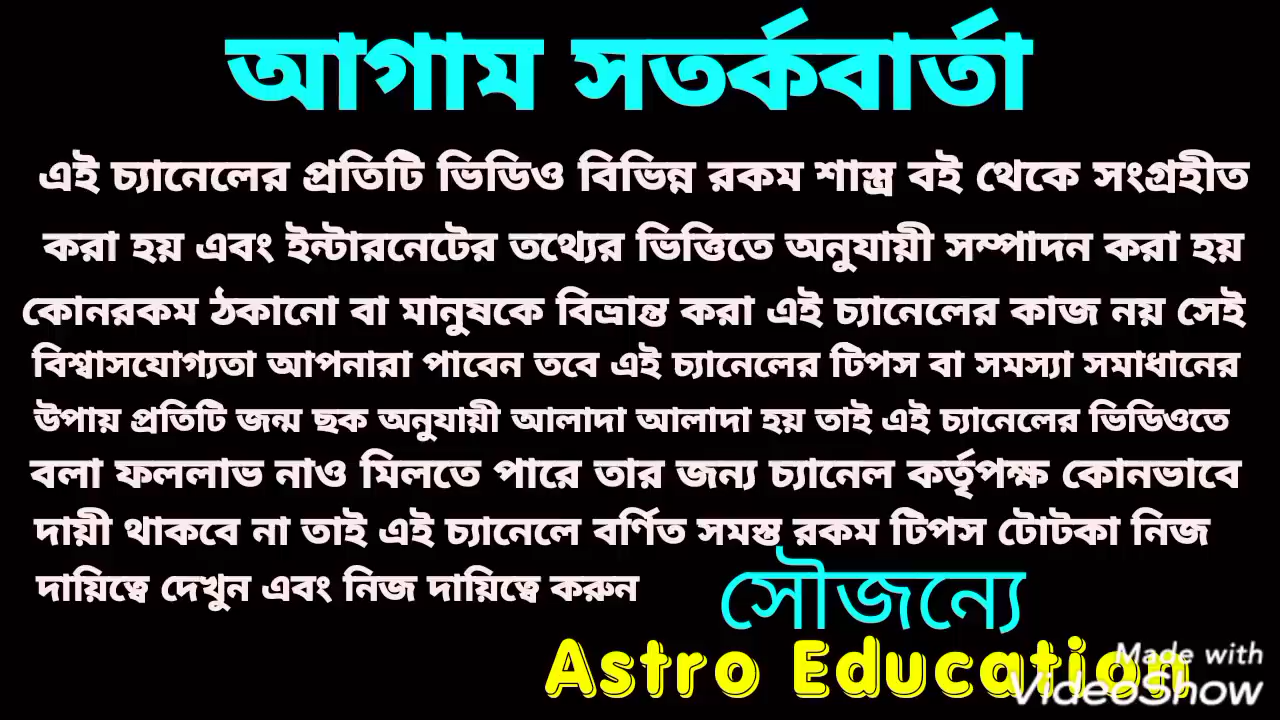 আগাম সতর্কবার্তা
এই চ্যানেলের প্রতিটি ভিডিও বিভিন্ন রকম শাস্ত্র বই থেকে সংগ্রহীত
করা হয় এবং ইন্টারনেটের তথ্যের ভিত্তিতে অনুযায়ী সম্পাদন করা হয়
কোনরকম ঠকানো বা মানুষকে বিভ্রান্ত করা এই চ্যানেলের কাজ নয় সেই
বিশ্বাসযোগ্যতা আপনারা পাবেন তবে এই চ্যানেলের টিপস বা সমস্যা সমাধানের
উপায় প্রতিটি জন্ম ছক অনুযায়ী আলাদা আলাদা হয় তাই এই চ্যানেলের ভিডিওতে
বলা ফললাভ নাও মিলতে পারে তার জন্য চ্যানেল কর্তৃপক্ষ কোনভাবে
দায়ী থাকবে না তাই এই চ্যানেলে বর্ণিত সমস্ত রকম টিপস টোটকা নিজ
দায়িত্বে দেখুন এবং নিজ দায়িত্বে করুন
সৌজন্যে
Astro Education
Made with
VideoShow